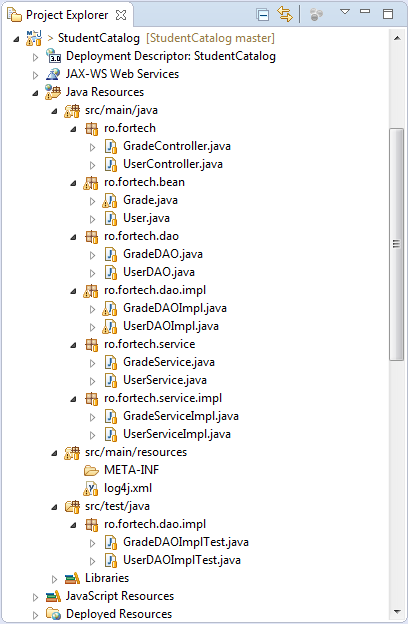 Project Explorer
> StudentCatalog [StudentCatalog master]
3.0 Deployment Descriptor: StudentCatalog
JAX-WS Web Services
Java Resources
src/main/java
ro.fortech
GradeController.java
UserController.java
ro.fortech.bean
Grade.java
User.java
ro.fortech.dao
GradeDAO.java
UserDAO.java
ro.fortech.dao.impl
GradeDAOImpl.java
UserDAOImpl.java
ro.fortech.service
GradeService.java
UserService.java
ro.fortech.service.impl
GradeServiceImpl.java
UserServiceImpl.java
src/main/resources
META-INF
log4j.xml
src/test/java
ro.fortech.dao.impl
GradeDAOImplTest.java
UserDAOImplTest.java
Libraries
JavaScript Resources
Deployed Resources